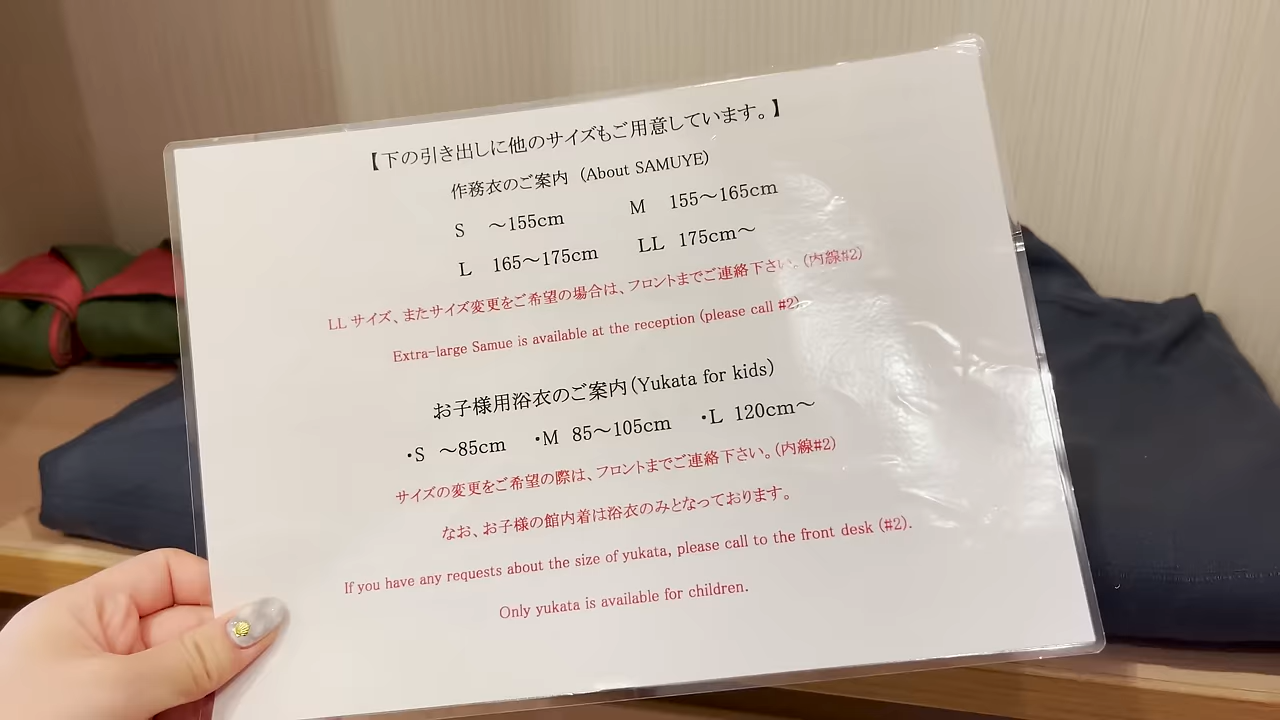 【下の引き出しに他のサイズもご用意しています。】
作務衣のご案内 (About SAMUYE)
S ～155cm M 155～165cm
L 165～175cm LL 175cm～
LL サイズ、またサイズ変更をご希望の場合は、フロントまでご連絡下さい。(内線#2)
Extra-large Samue is available at the reception (please call #2).
お子様用浴衣のご案内(Yukata for kids)
・S ～85cm ・M 85～105cm ・L 120cm～
サイズの変更をご希望の際は、フロントまでご連絡下さい。(内線#2)
なお、お子様の館内着は浴衣のみとなっております。
If you have any requests about the size of yukata, please call to the front desk (#2).
Only yukata is available for children.